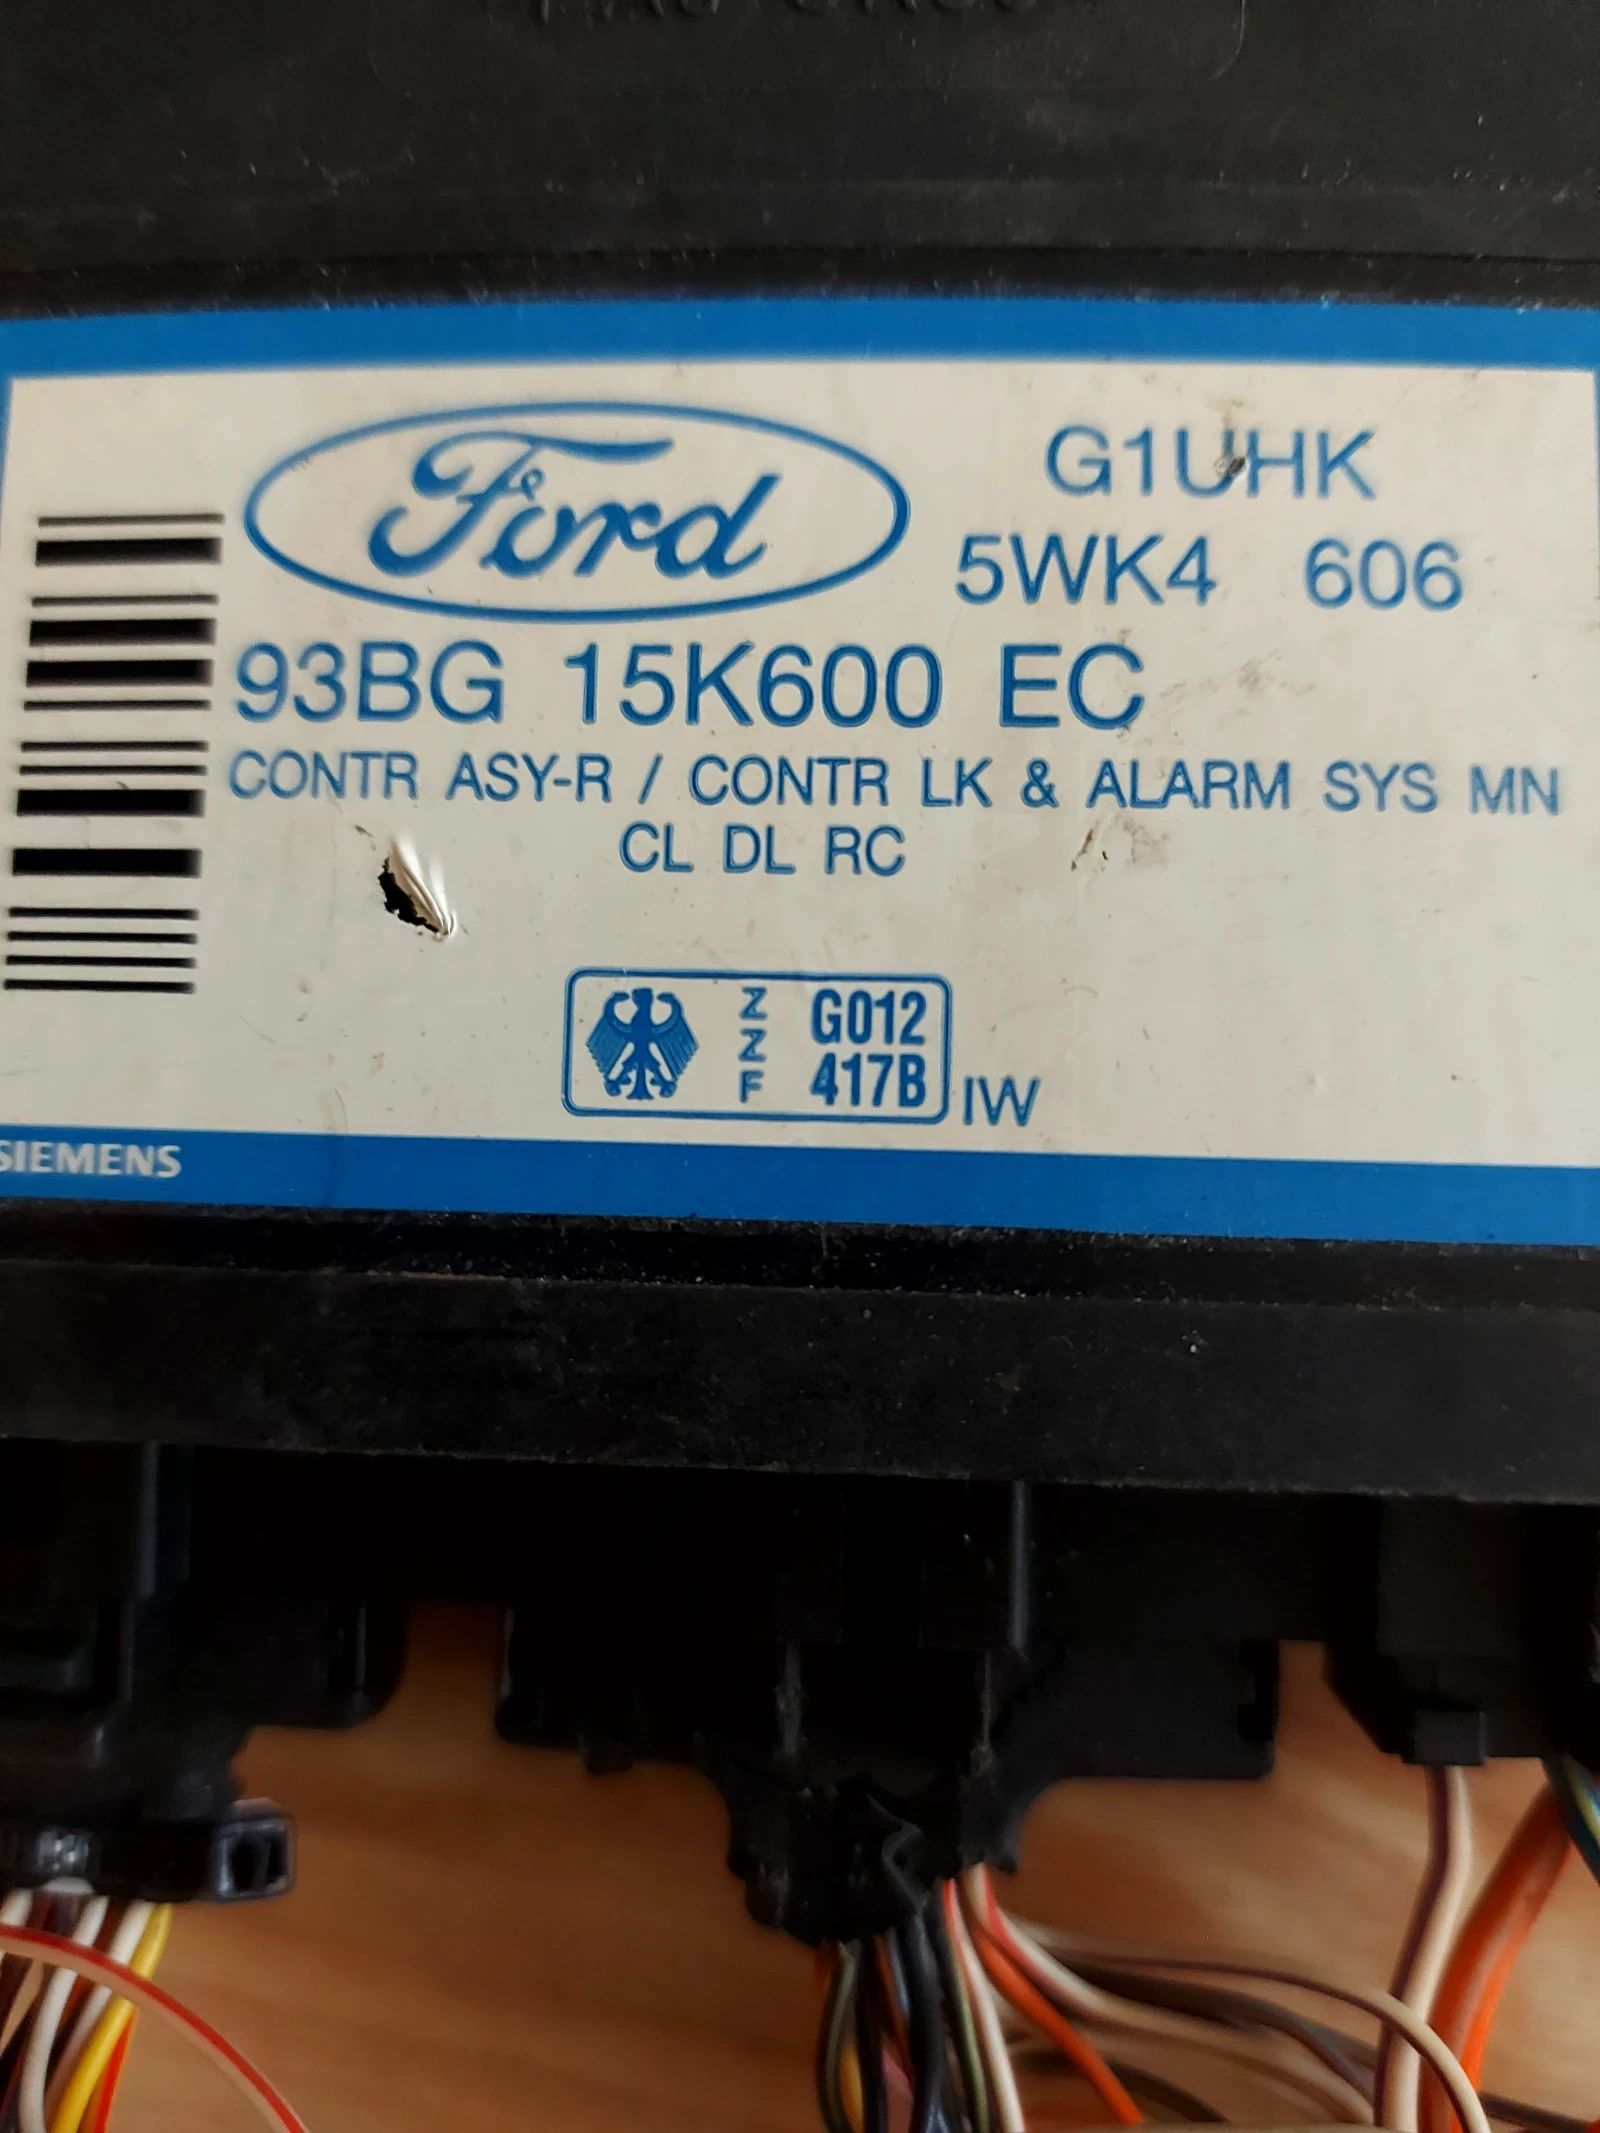 Ford
G1UHK
5WK4 606
93BG 15K600 EC
CONTR ASY-R / CONTR LK & ALARM SYS MN
CL DL RC
ZZF
G012
417B
IW
SIEMENS